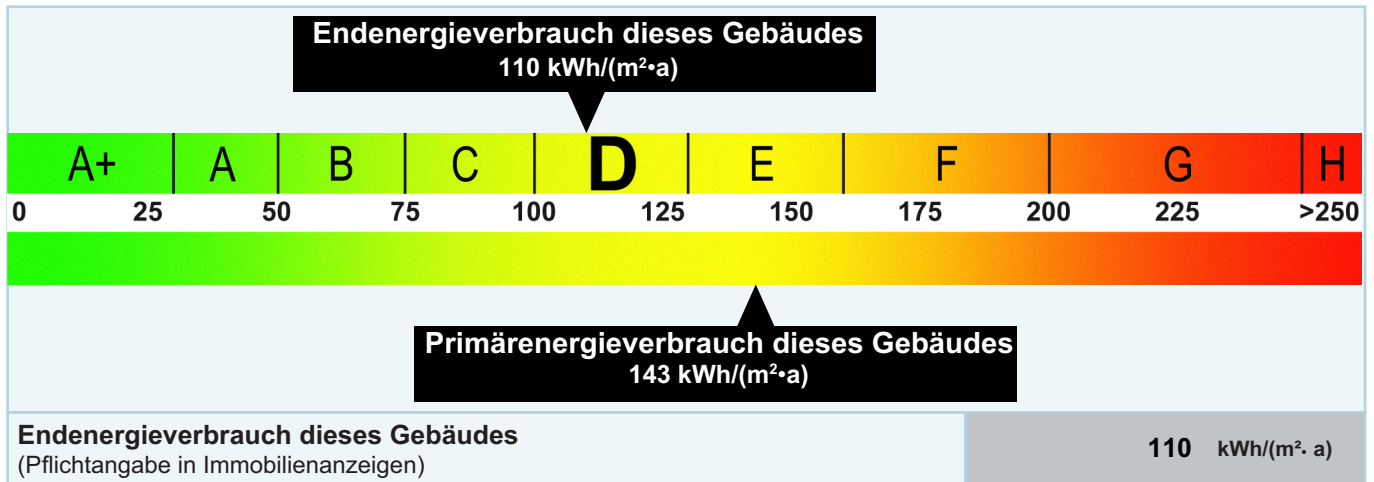 Endenergieverbrauch dieses Gebäudes
110 kWh/(m²•a)
A+ A B C D E F G H
0 25 50 75 100 125 150 175 200 225 >250
Primärenergieverbrauch dieses Gebäudes
143 kWh/(m²•a)
Endenergieverbrauch dieses Gebäudes
(Pflichtangabe in Immobilienanzeigen)
110 kWh/(m²· a)